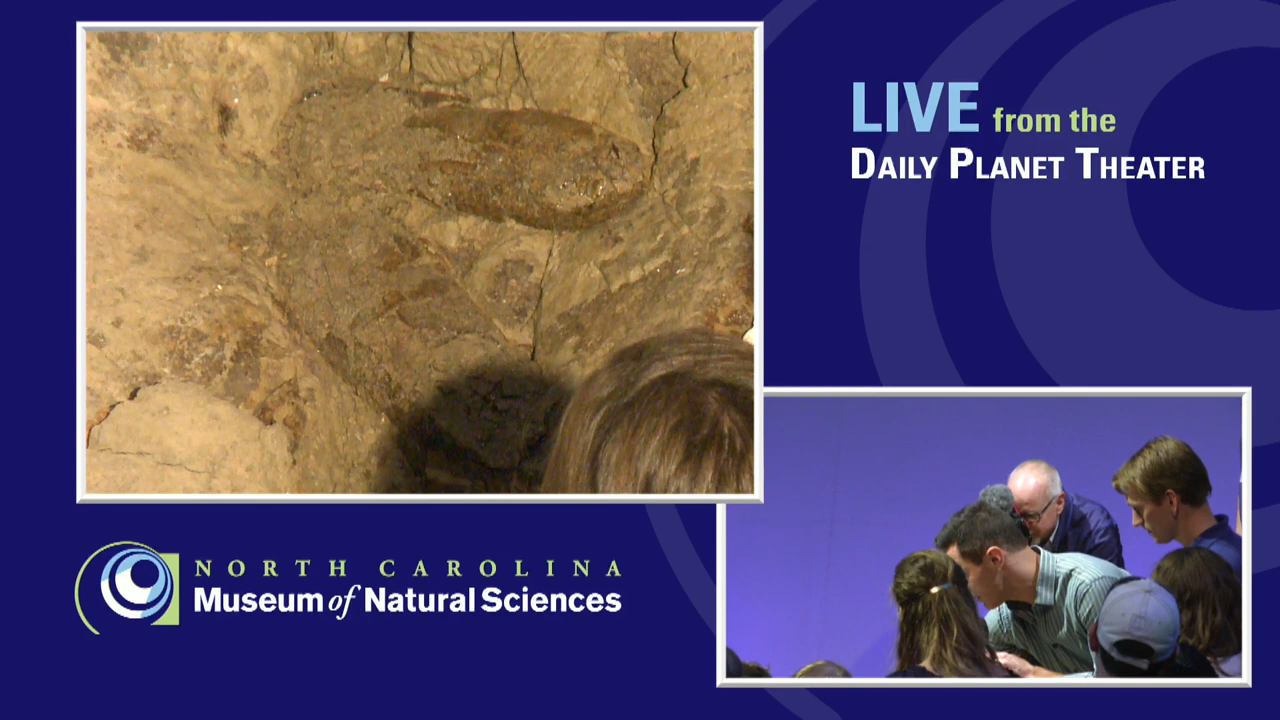 LIVE from the
DAILY PLANET THEATER
NORTH CAROLINA
Museum of Natural Sciences